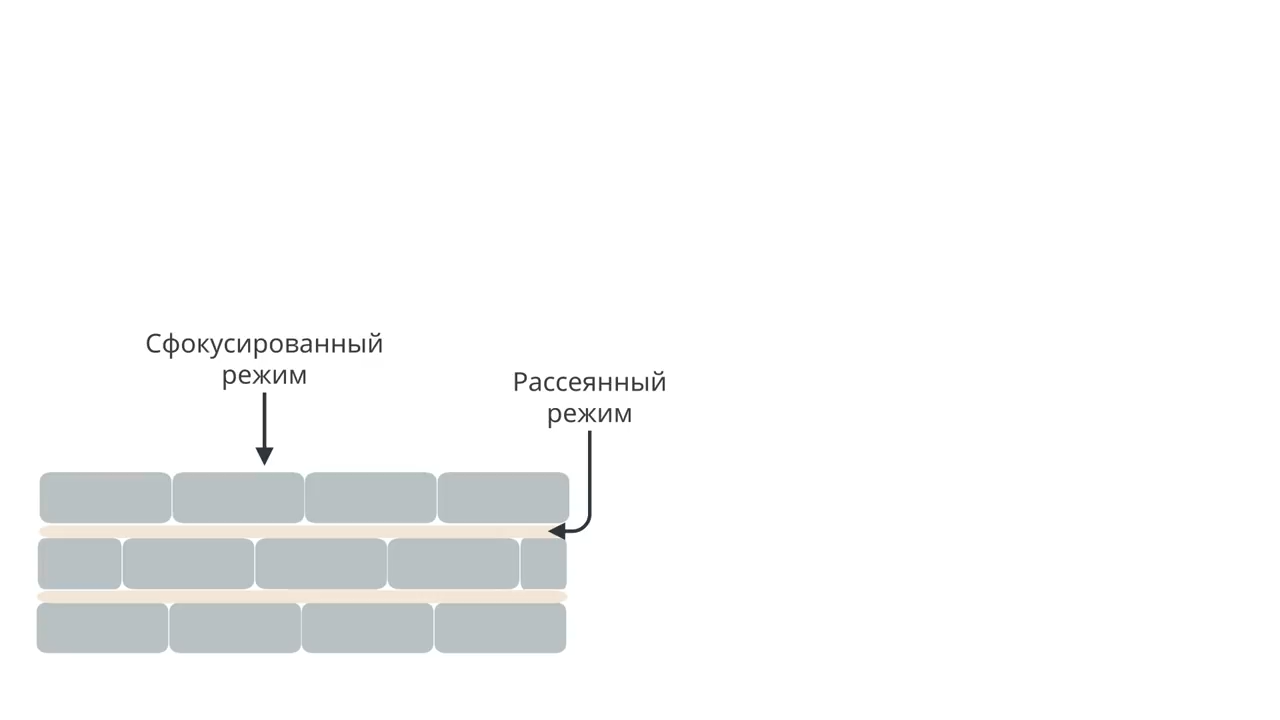 Сфокусированный
режим
Рассеянный
режим